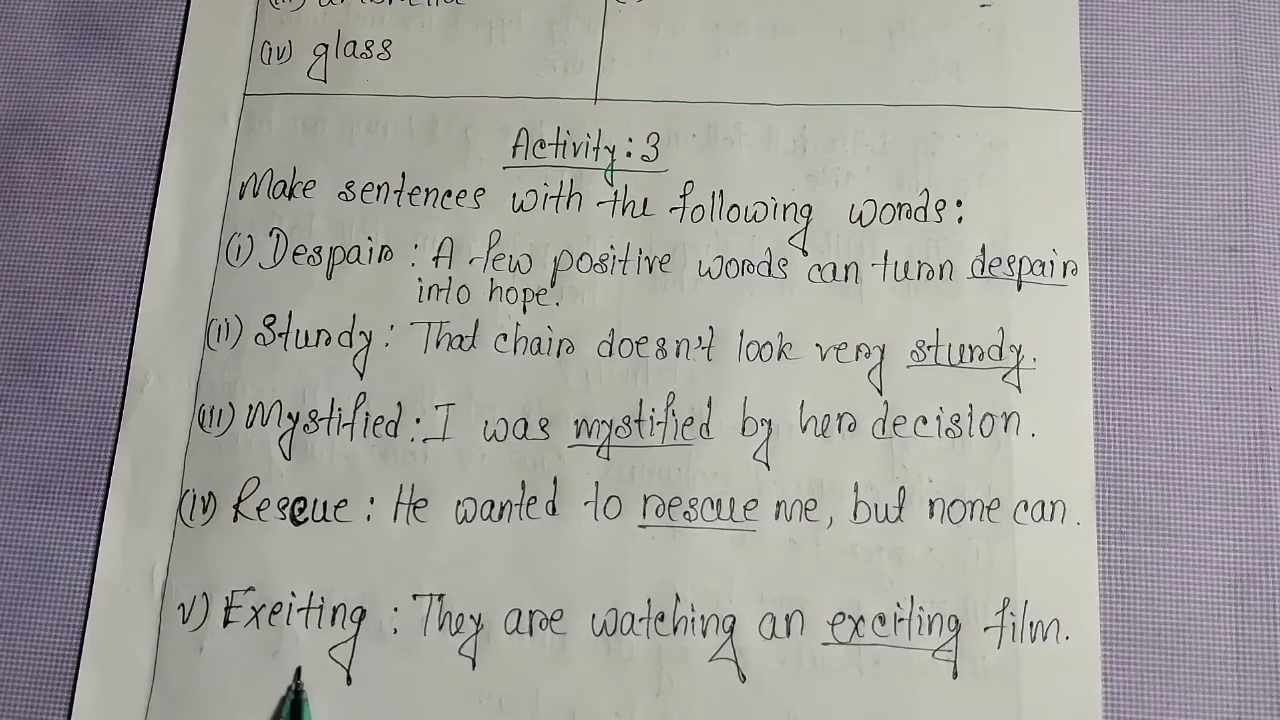 (iv) glass
Activity: 3
Make sentences with the following words:
(i) Despair: A few positive words can turn despair
into hope.
(ii) Sturdy: That chair doesn't look very sturdy.
(iii) Mystified: I was mystified by her decision.
(iv) Rescue: He wanted to rescue me, but none can.
v) Exciting: They are watching an exciting film.